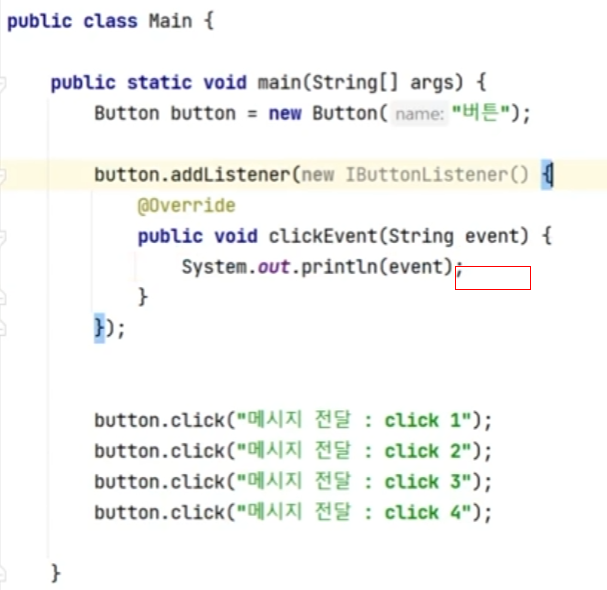 public class Main {
public static void main(String[] args) {
Button button = new Button( name: "버튼");
button.addListener(new IButtonListener() {
@Override
public void clickEvent(String event) {
System.out.println(event);
}
});
button.click("메시지 전달 : click 1");
button.click("메시지 전달 : click 2");
button.click("메시지 전달 : click 3");
button.click("메시지 전달 : click 4");
}